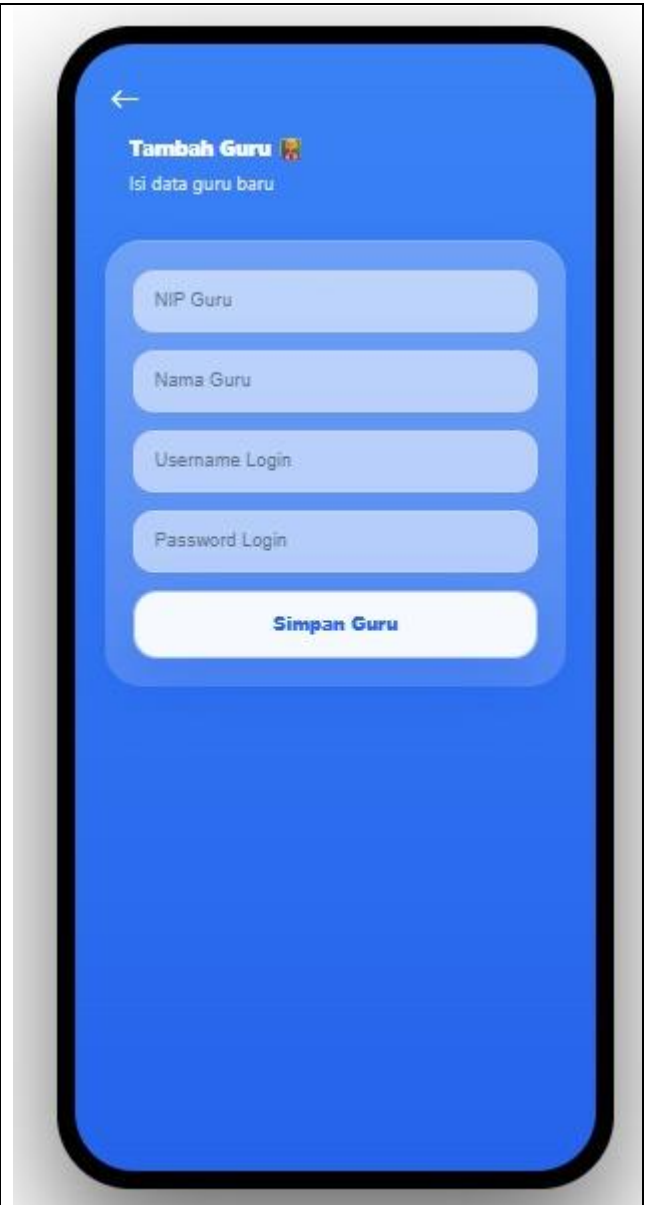 Tambah Guru
Isi data guru baru
NIP Guru
Nama Guru
Username Login
Password Login
Simpan Guru